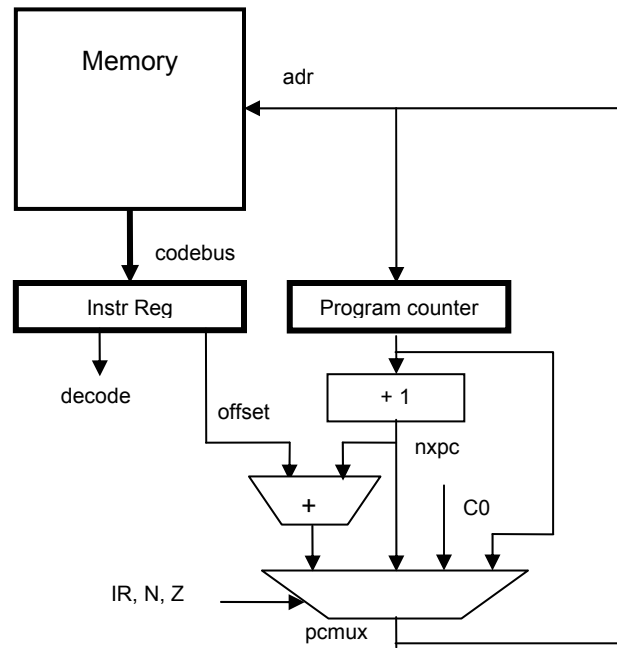 Memory
adr
codebus
Instr Reg
Program counter
decode
+ 1
offset
nxpc
+
C0
IR, N, Z
pcmux